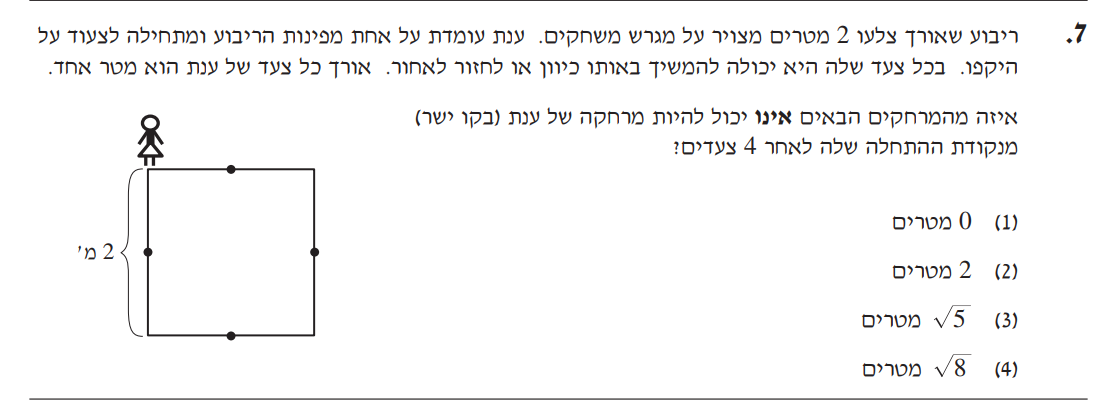 7. ריבוע שאורך צלעו 2 מטרים מצויר על מגרש משחקים. ענת עומדת על אחת מפינות הריבוע ומתחילה לצעוד על
היקפו. בכל צעד שלה היא יכולה להמשיך באותו כיוון או לחזור לאחור. אורך כל צעד של ענת הוא מטר אחד.
איזה מהמרחקים הבאים אינו יכול להיות מרחקה של ענת (בקו ישר)
מנקודת ההתחלה שלה לאחר 4 צעדים?
2 מ'
(1) 0 מטרים
(2) 2 מטרים
(3) √5 מטרים
(4) √8 מטרים